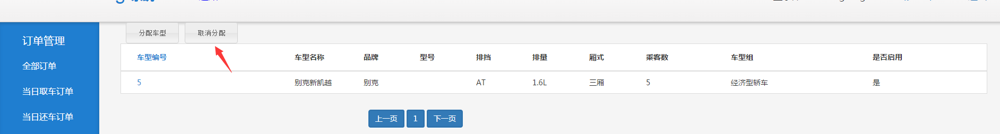 订单管理
全部订单
当日取车订单
当日还车订单
分配车型 取消分配
车型编号 车型名称 品牌 型号 排挡 排量 厢式 乘客数 车型组 是否启用
5 别克新凯越 别克 AT 1.6L 三厢 5 经济型轿车 是
上一页 1 下一页